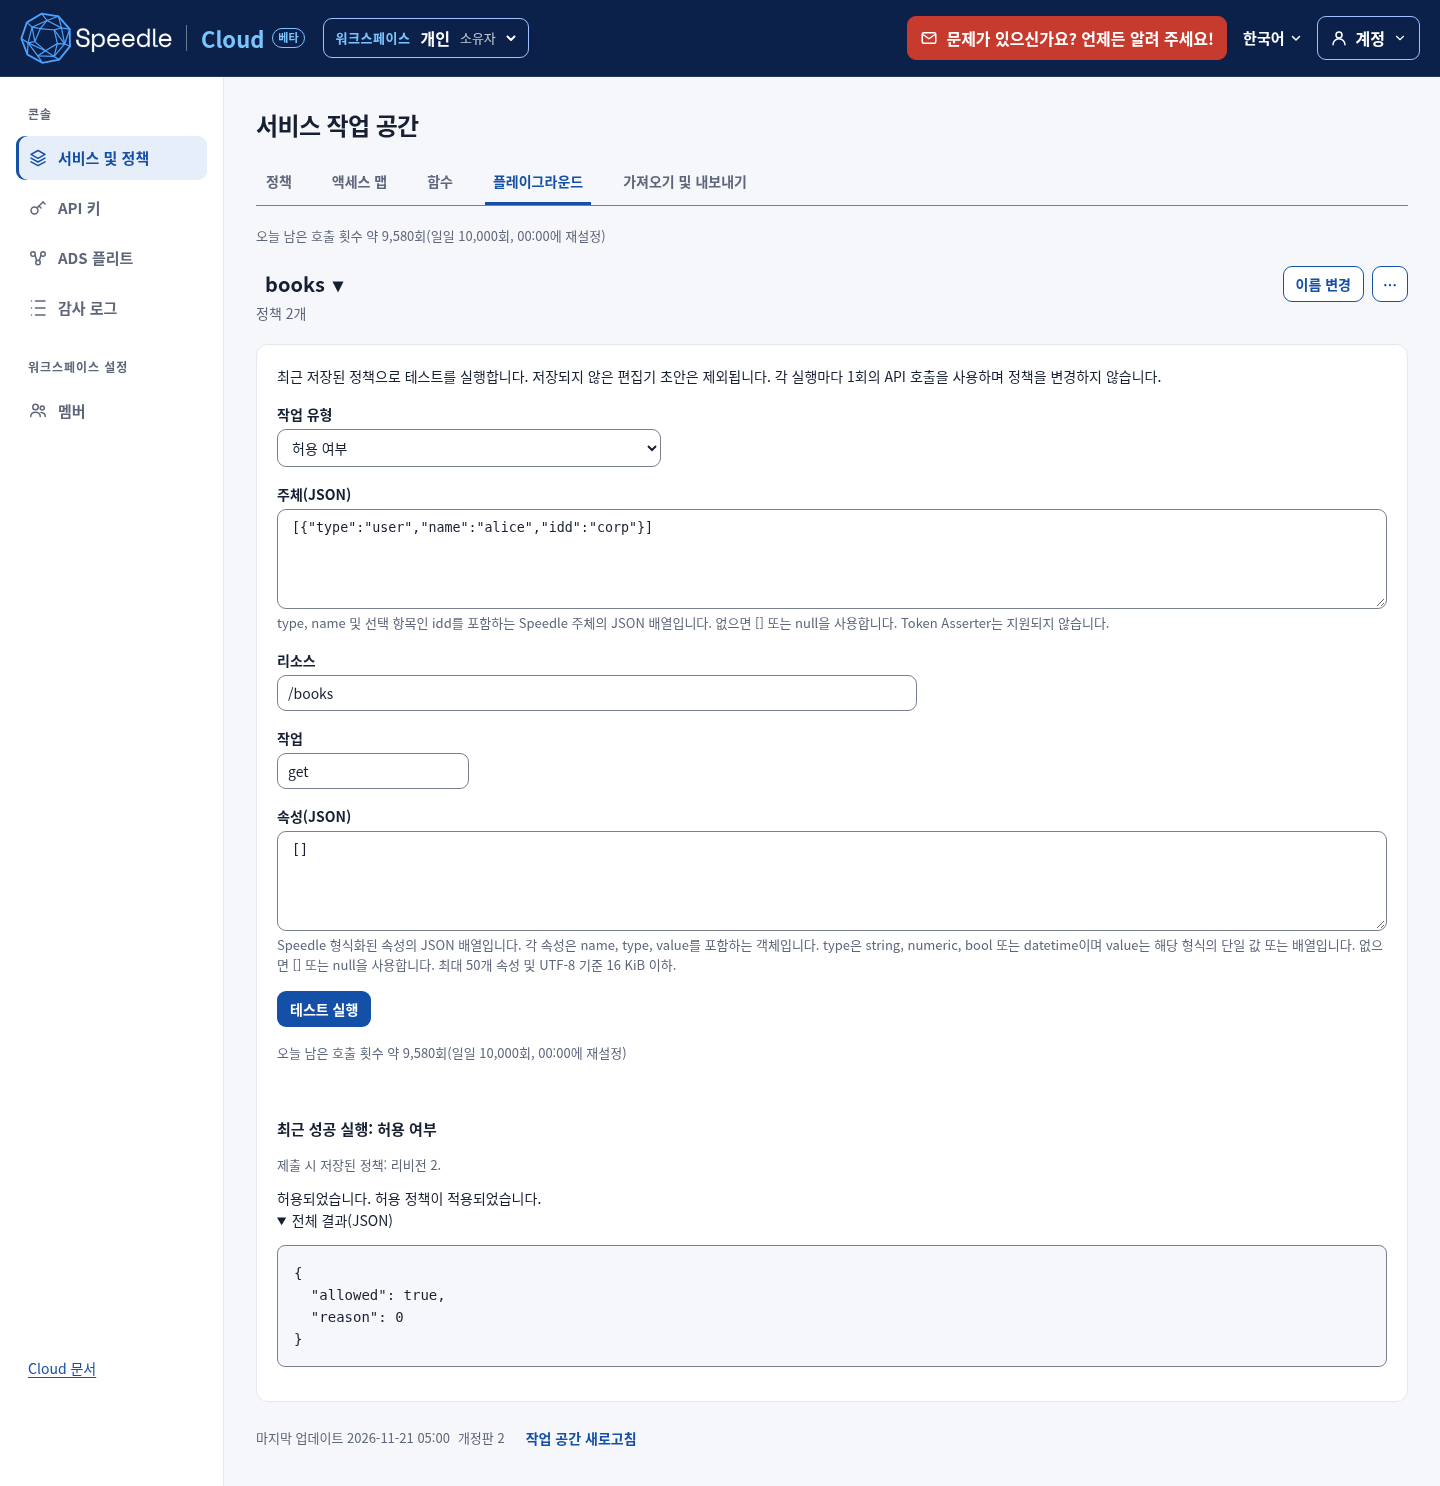 Speedle Cloud 베타 워크스페이스 개인 소유자 문제가 있으신가요? 언제든 알려 주세요! 한국어 계정
콘솔
서비스 및 정책
API 키
ADS 플리트
감사 로그
워크스페이스 설정
멤버
Cloud 문서
서비스 작업 공간
정책 액세스 맵 함수 플레이그라운드 가져오기 및 내보내기
오늘 남은 호출 횟수 약 9,580회(일일 10,000회, 00:00에 재설정)
books ▼ 이름 변경 ···
정책 2개
최근 저장된 정책으로 테스트를 실행합니다. 저장되지 않은 편집기 초안은 제외됩니다. 각 실행마다 1회의 API 호출을 사용하며 정책을 변경하지 않습니다.
작업 유형
허용 여부
주체(JSON)
[{"type":"user","name":"alice","idd":"corp"}]
type, name 및 선택 항목인 idd를 포함하는 Speedle 주체의 JSON 배열입니다. 없으면 [] 또는 null을 사용합니다. Token Asserter는 지원되지 않습니다.
리소스
/books
작업
get
속성(JSON)
[]
Speedle 형식화된 속성의 JSON 배열입니다. 각 속성은 name, type, value를 포함하는 객체입니다. type은 string, numeric, bool 또는 datetime이며 value는 해당 형식의 단일 값 또는 배열입니다. 없으
면 [] 또는 null을 사용합니다. 최대 50개 속성 및 UTF-8 기준 16 KiB 이하.
테스트 실행
오늘 남은 호출 횟수 약 9,580회(일일 10,000회, 00:00에 재설정)
최근 성공 실행: 허용 여부
제출 시 저장된 정책: 리비전 2.
허용되었습니다. 허용 정책이 적용되었습니다.
▼ 전체 결과(JSON)
{
"allowed": true,
"reason": 0
}
마지막 업데이트 2026-11-21 05:00 개정판 2 작업 공간 새로고침